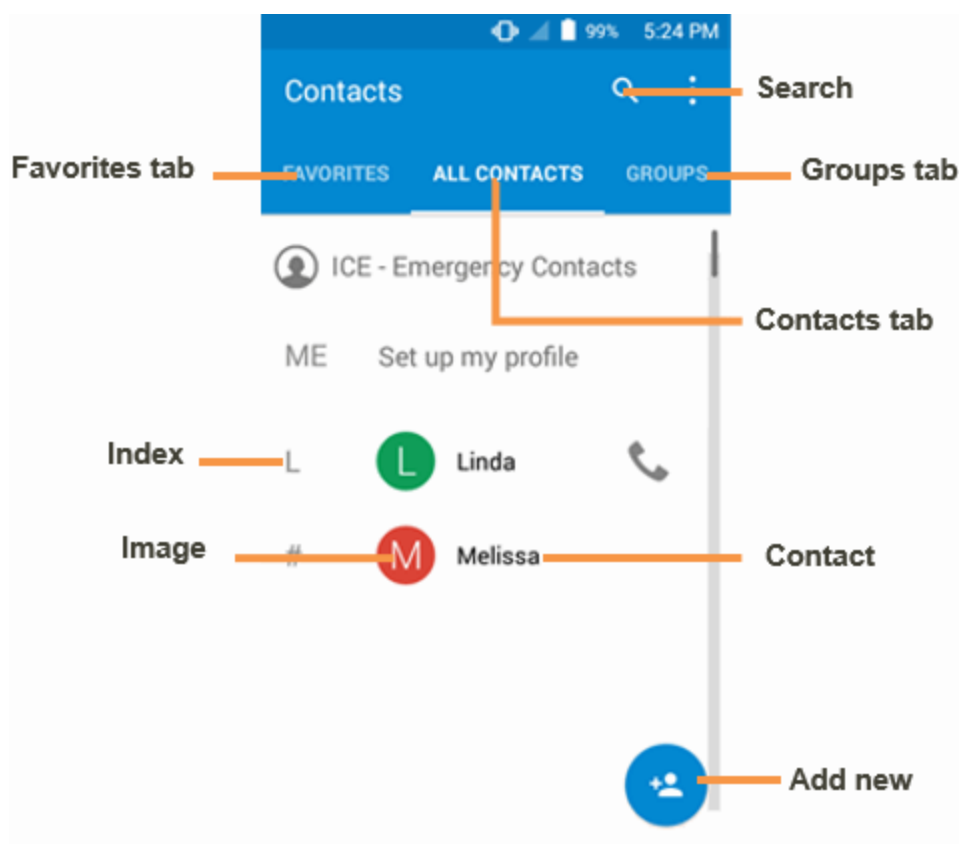 99% 5:24 PM
Contacts
Search
Favorites tab
FAVORITES ALL CONTACTS GROUPS
Groups tab
ICE - Emergency Contacts
Contacts tab
ME Set up my profile
Index
L L Linda
Image
# M Melissa
Contact
Add new